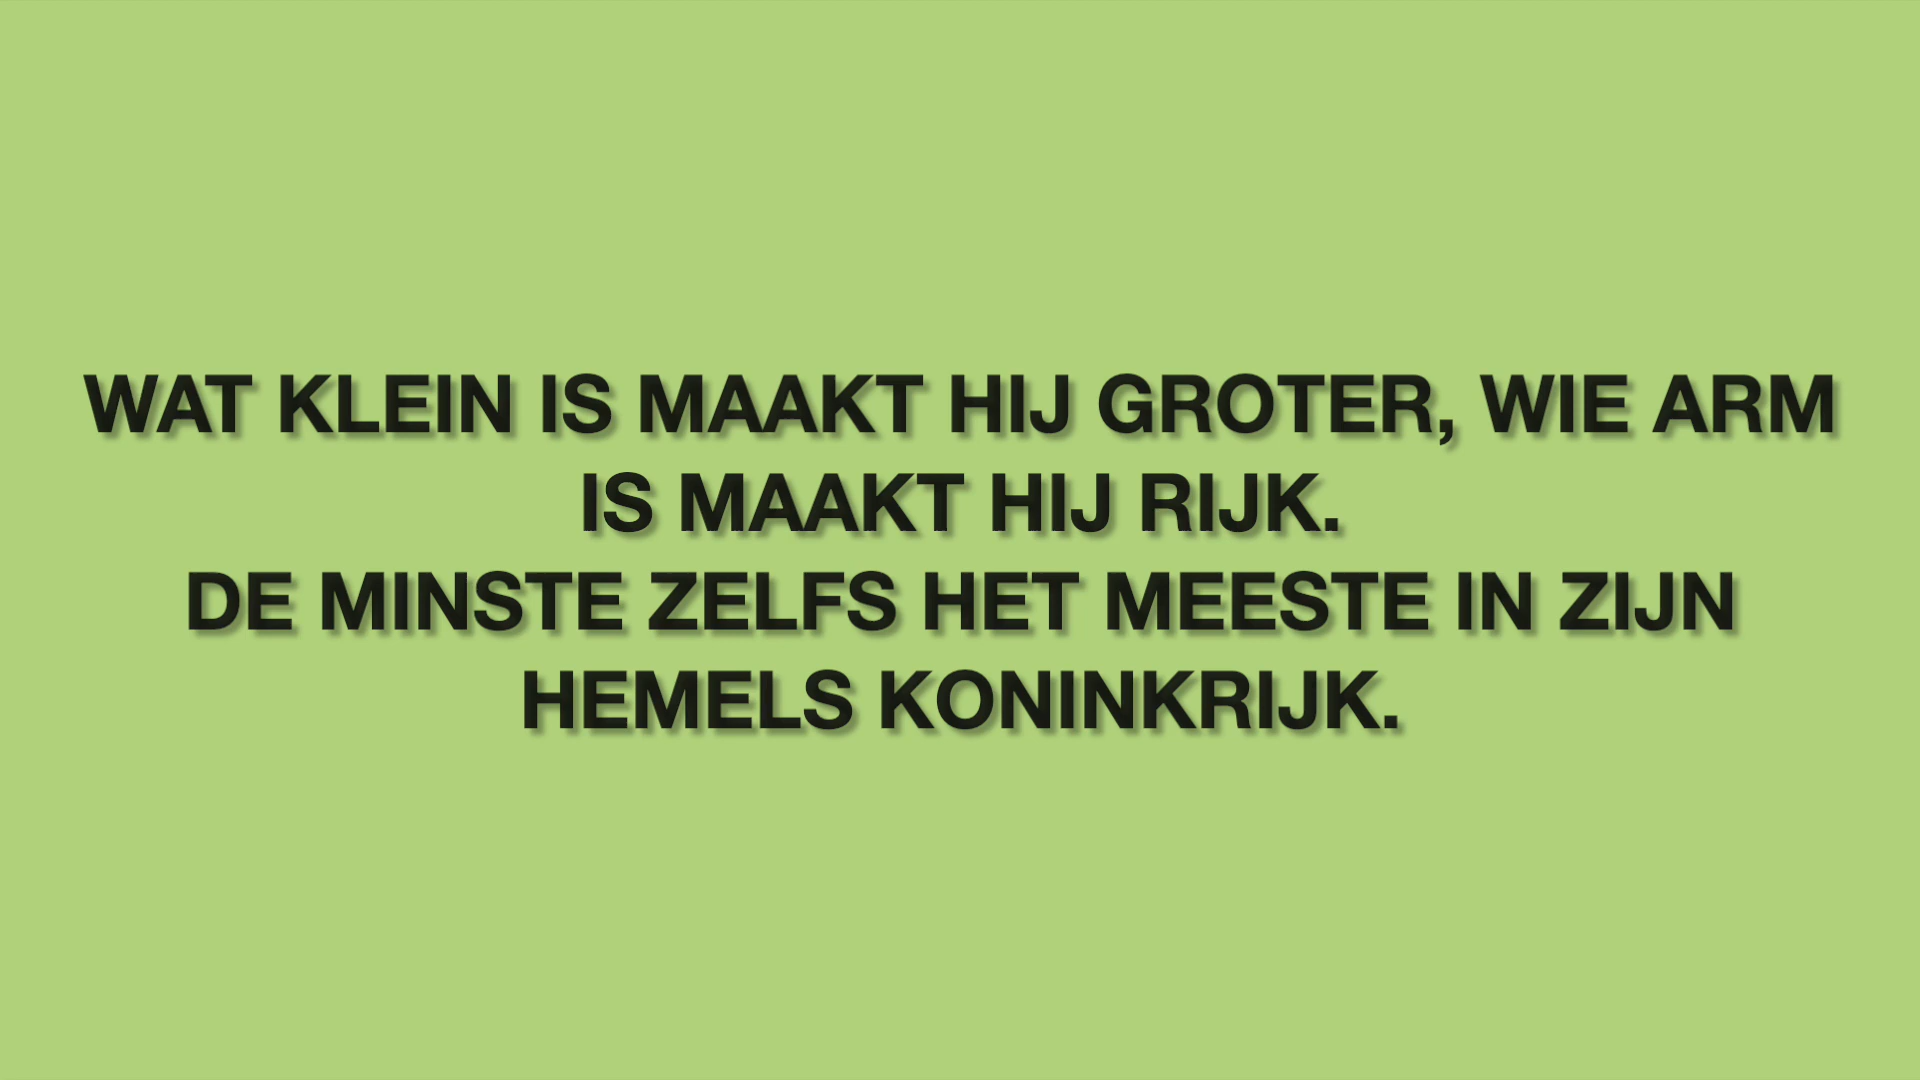 WAT KLEIN IS MAAKT HIJ GROTER, WIE ARM
IS MAAKT HIJ RIJK.
DE MINSTE ZELFS HET MEESTE IN ZIJN
HEMELS KONINKRIJK.